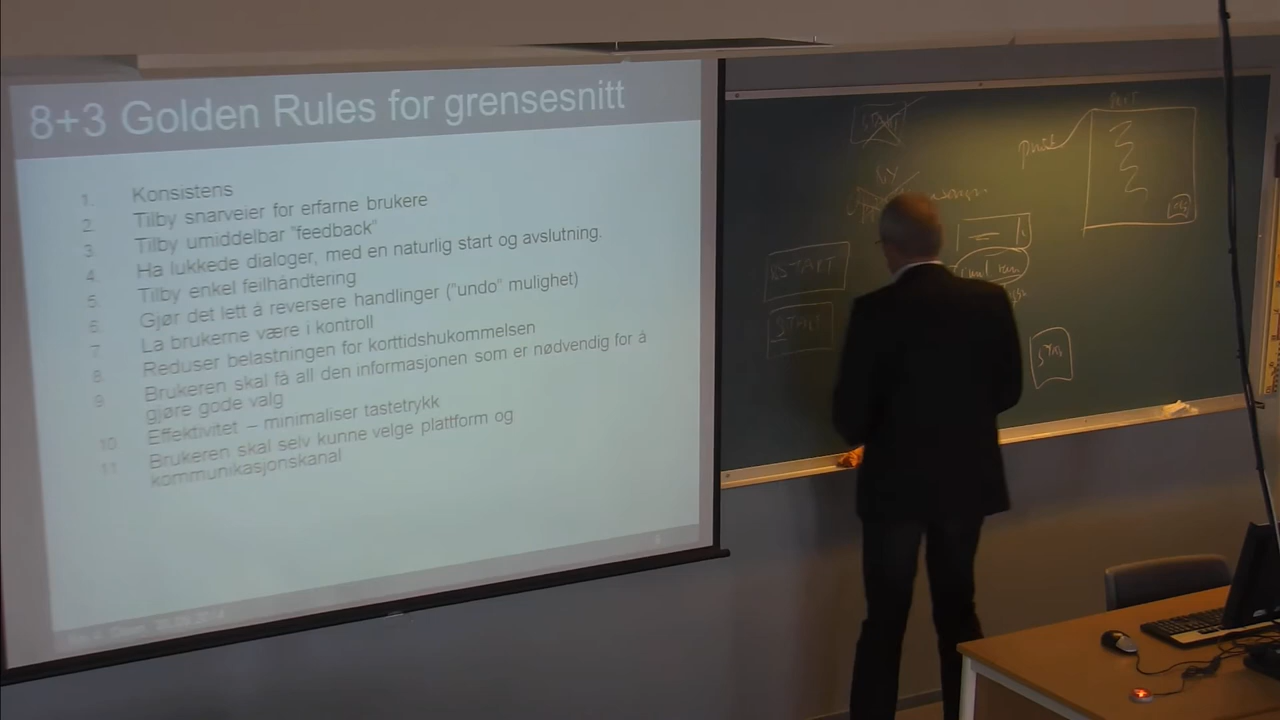 8+3 Golden Rules for grensesnitt
1. Konsistens
2. Tilby snarveier for erfarne brukere
3. Tilby umiddelbar "feedback"
4. Ha lukkede dialoger, med en naturlig start og avslutning.
5. Tilby enkel feilhåndtering
6. Gjør det lett å reversere handlinger ("undo" mulighet)
7. La brukerne være i kontroll
8. Reduser belastningen for korttidshukommelsen
9 Brukeren skal få all den informasjonen som er nødvendig for å
gjøre gode valg
10 Effektivitet – minimaliser tastetrykk
11 Brukeren skal selv kunne velge plattform og
kommunikasjonskanal
START
START
START